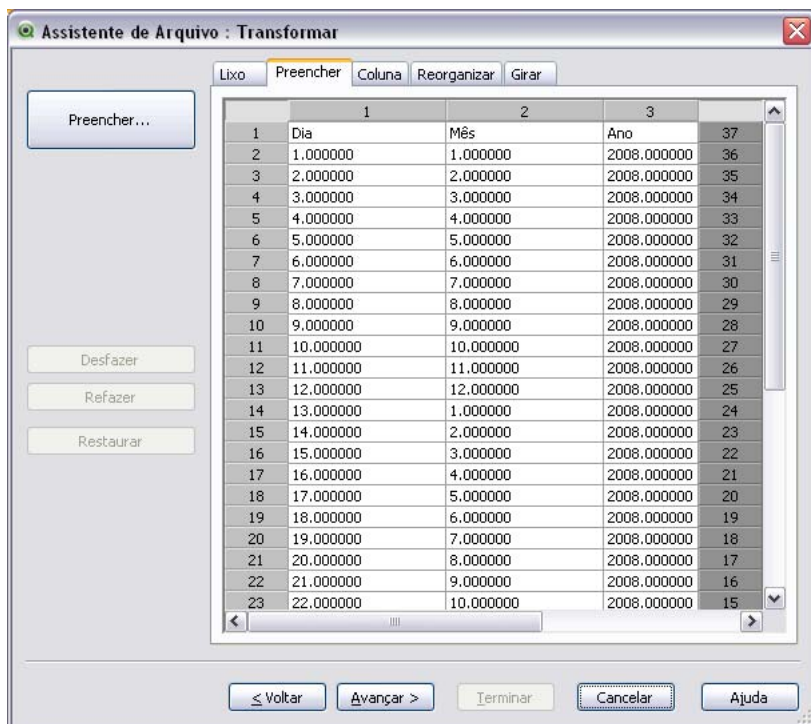 Assistente de Arquivo : Transformar
Lixo Preencher Coluna Reorganizar Girar
Preencher...
1 2 3
1 Dia Mês Ano 37
2 1.000000 1.000000 2008.000000 36
3 2.000000 2.000000 2008.000000 35
4 3.000000 3.000000 2008.000000 34
5 4.000000 4.000000 2008.000000 33
6 5.000000 5.000000 2008.000000 32
7 6.000000 6.000000 2008.000000 31
8 7.000000 7.000000 2008.000000 30
9 8.000000 8.000000 2008.000000 29
10 9.000000 9.000000 2008.000000 28
11 10.000000 10.000000 2008.000000 27
12 11.000000 11.000000 2008.000000 26
13 12.000000 12.000000 2008.000000 25
14 13.000000 1.000000 2008.000000 24
15 14.000000 2.000000 2008.000000 23
16 15.000000 3.000000 2008.000000 22
17 16.000000 4.000000 2008.000000 21
18 17.000000 5.000000 2008.000000 20
19 18.000000 6.000000 2008.000000 19
20 19.000000 7.000000 2008.000000 18
21 20.000000 8.000000 2008.000000 17
22 21.000000 9.000000 2008.000000 16
23 22.000000 10.000000 2008.000000 15
Desfazer
Refazer
Restaurar
< Voltar Avançar > Terminar Cancelar Ajuda